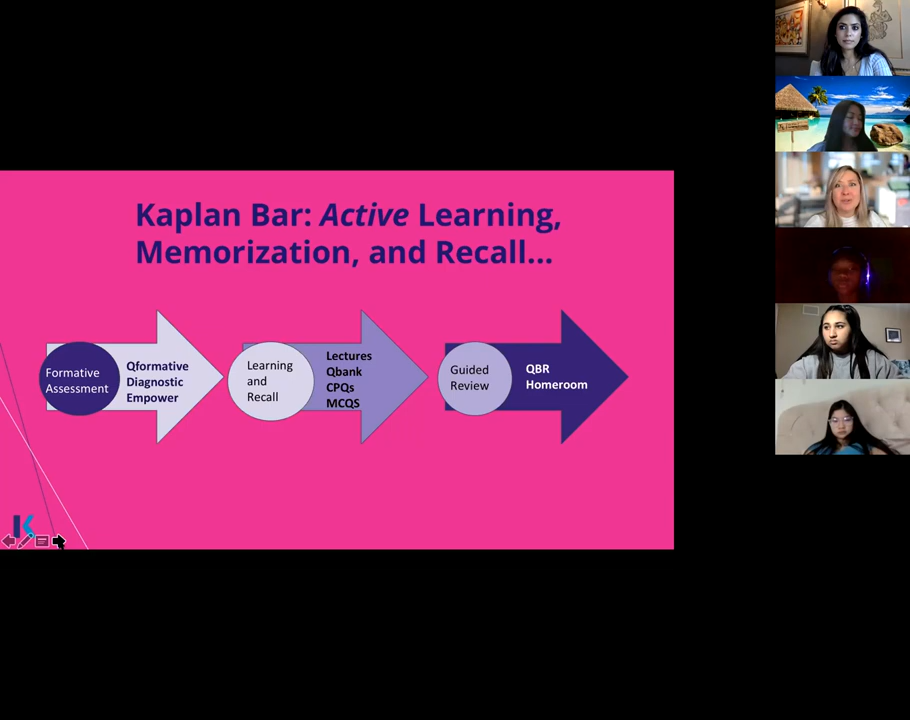 Kaplan Bar: Active Learning,
Memorization, and Recall...
Formative
Assessment
Qformative
Diagnostic
Empower
Learning
and
Recall
Lectures
Qbank
CPQs
MCQS
Guided
Review
QBR
Homeroom
K